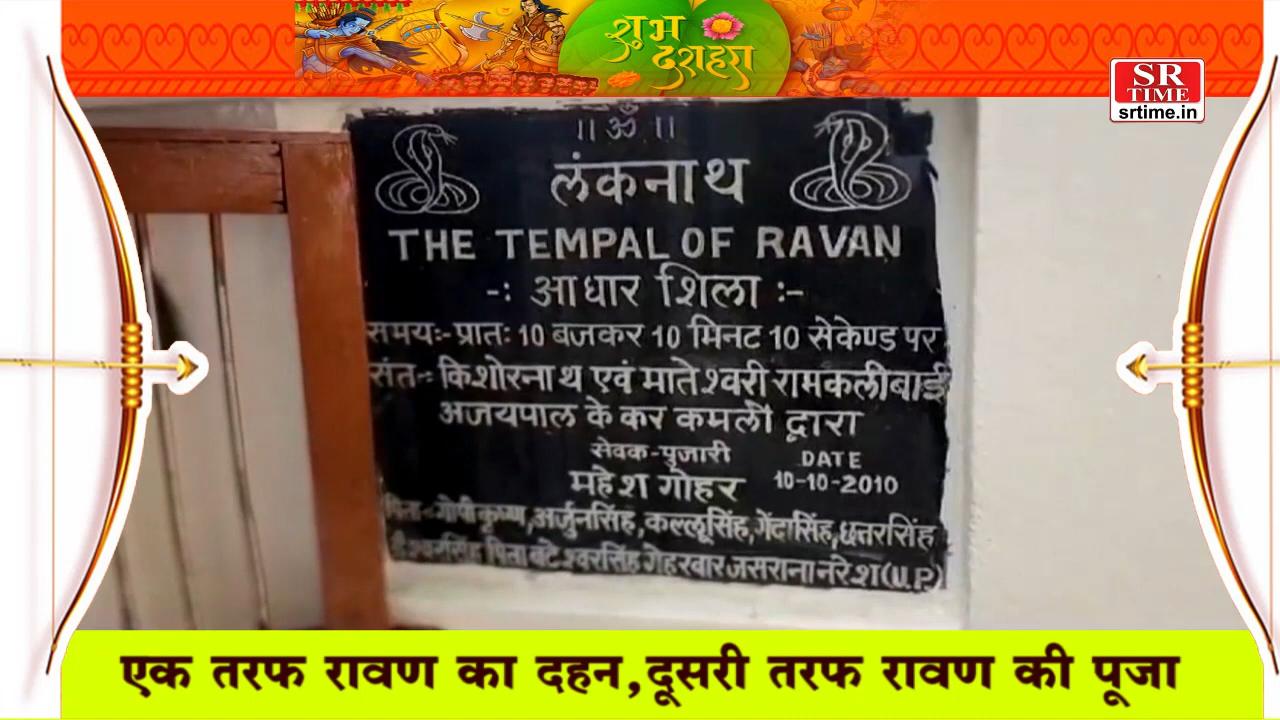 शुभ
दशहरा
SR
TIME
srtime.in
।। ॐ ।।
लंकनाथ
THE TEMPAL OF RAVAN
-: आधार शिला :-
समयः- प्रातः 10 बजकर 10 मिनट 10 सेकेण्ड पर
संत- किशोरनाथ एवं मातेश्वरी रामकलीबाई
अजयपाल के कर कमलो द्वारा
सेवक-पुजारी DATE
महेश गोहर 10-10-2010
गोपीकृष्ण, अर्जुनसिंह, कल्लूसिंह, गेंदासिंह, छत्तरसिंह
पिता बटेश्वरसिंह गेहरवार जसराना नरेश (U.P.)
एक तरफ रावण का दहन,दूसरी तरफ रावण की पूजा